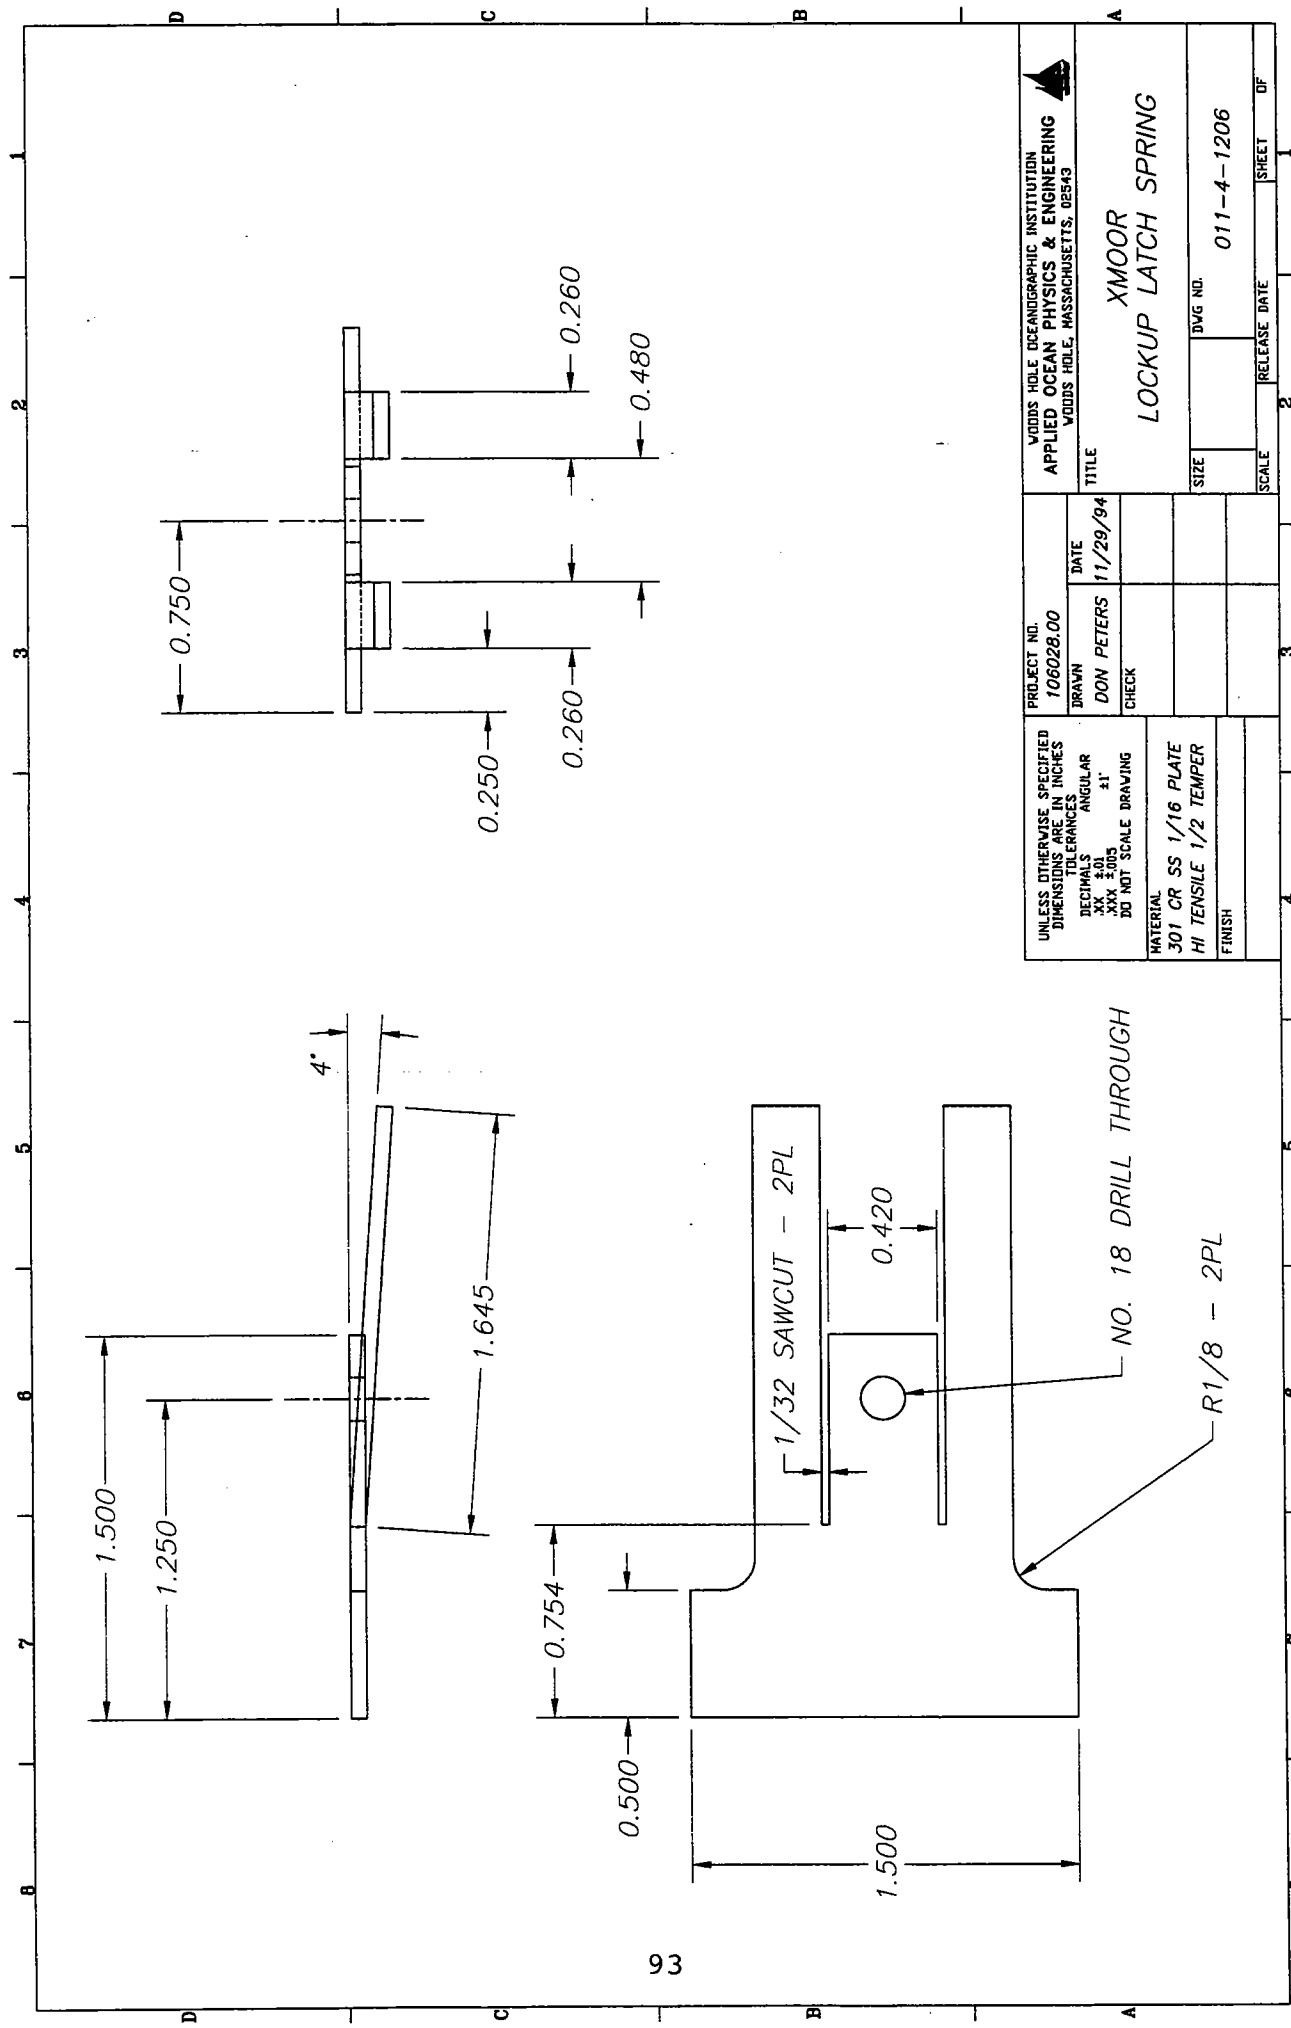 8
7
6
5
4
3
2
1
D
C
B
A
1.500
1.250
4°
1.645
0.750
0.250
0.260
0.260
0.480
0.754
0.500
1.500
1/32 SAWCUT - 2PL
0.420
NO. 18 DRILL THROUGH
R1/8 - 2PL
UNLESS OTHERWISE SPECIFIED
DIMENSIONS ARE IN INCHES
TOLERANCES
DECIMALS ANGULAR
.XX ±.01 ±1°
.XXX ±.005
DO NOT SCALE DRAWING
MATERIAL
301 CR SS 1/16 PLATE
HI TENSILE 1/2 TEMPER
FINISH
PROJECT NO.
106028.00
DRAWN DATE
DON PETERS 11/29/94
CHECK
WOODS HOLE OCEANOGRAPHIC INSTITUTION
APPLIED OCEAN PHYSICS & ENGINEERING
WOODS HOLE, MASSACHUSETTS, 02543
TITLE
XMOOR
LOCKUP LATCH SPRING
SIZE
DWG NO.
011-4-1206
SCALE
RELEASE DATE
SHEET OF
D
C
B
A
5
4
3
2
1
93